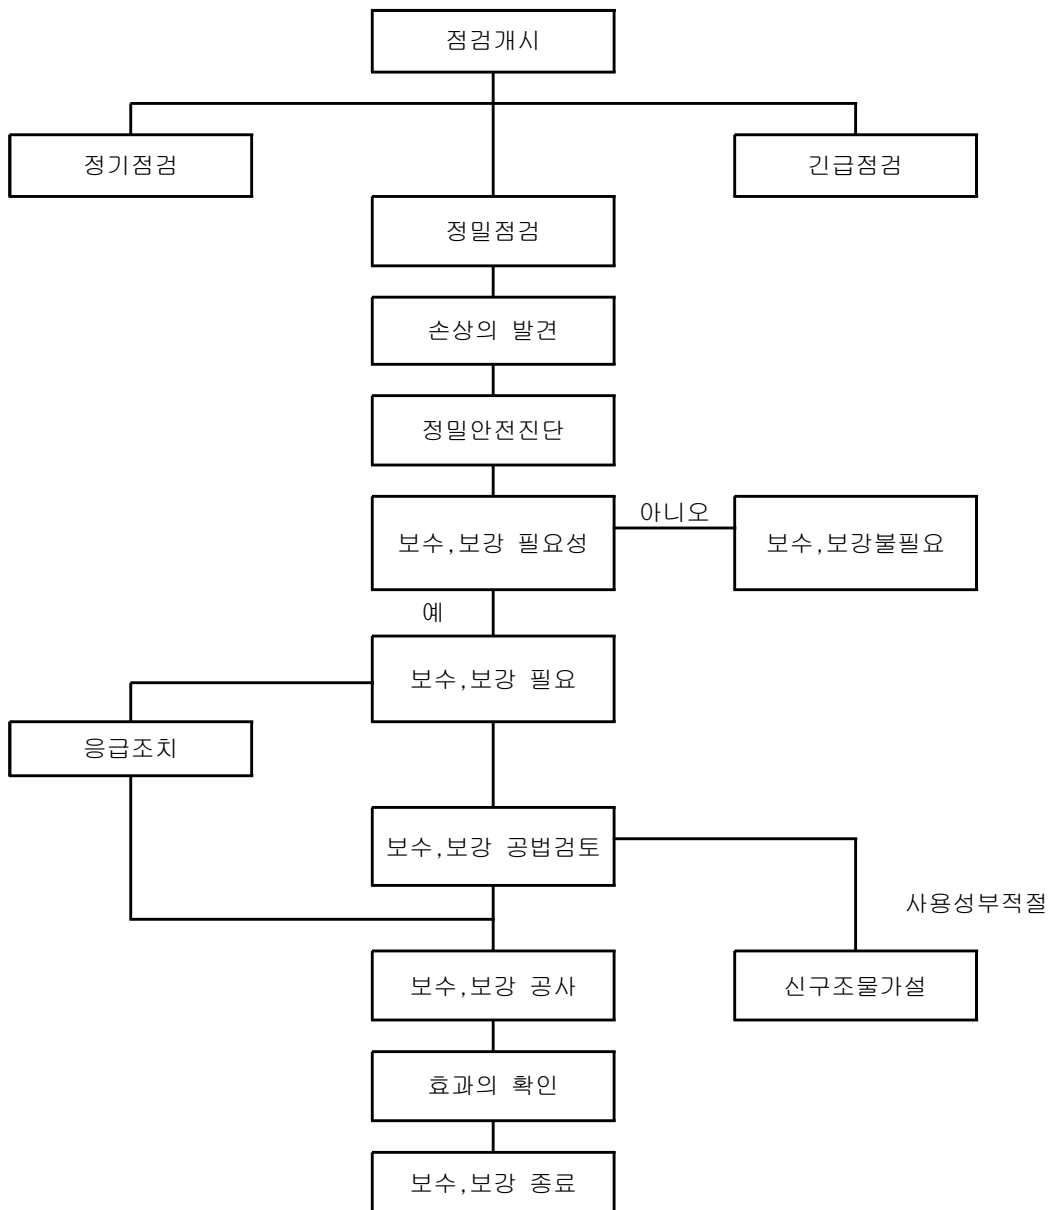 점검개시
정기점검
긴급점검
정밀점검
손상의 발견
정밀안전진단
아니오
보수,보강 필요성
보수,보강불필요
예
보수,보강 필요
응급조치
보수,보강 공법검토
사용성부적절
보수,보강 공사
신구조물가설
효과의 확인
보수,보강 종료